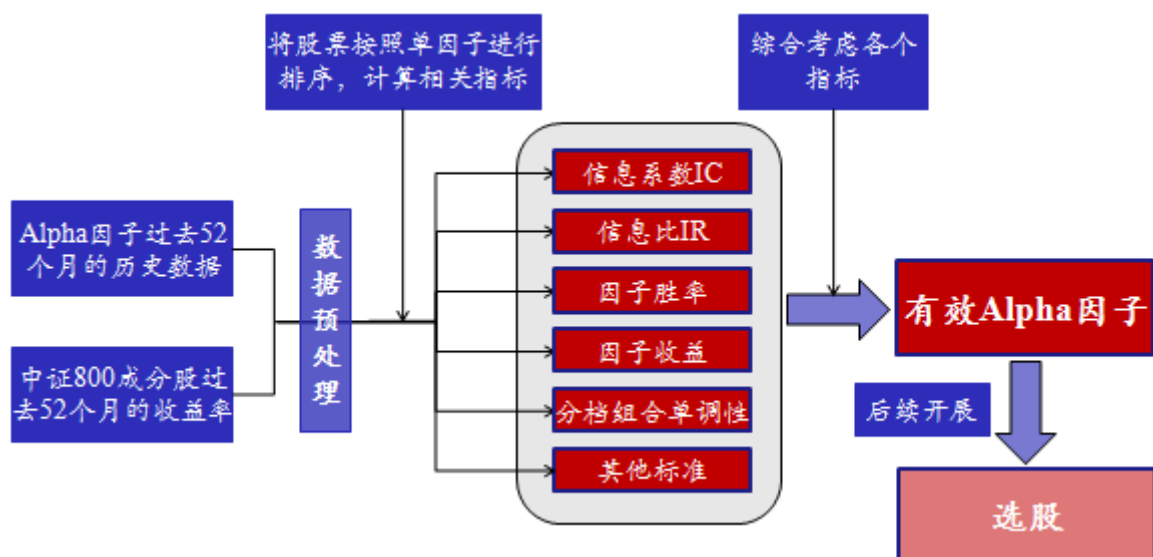 将股票按照单因子进行
排序，计算相关指标
综合考虑各个
指标
Alpha因子过去52
个月的历史数据
中证800成分股过
去52个月的收益率
数据预处理
信息系数IC
信息比IR
因子胜率
因子收益
分档组合单调性
其他标准
有效Alpha因子
后续开展
选股